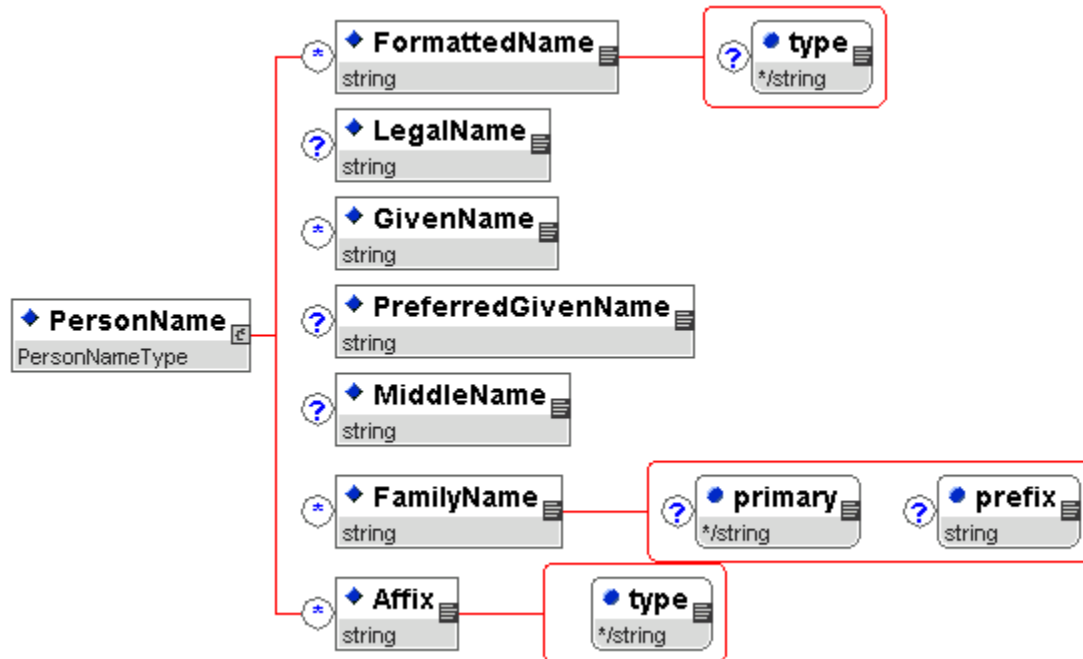 * FormattedName
string
? type
*/string
? LegalName
string
* GivenName
string
PersonName
PersonNameType
? PreferredGivenName
string
? MiddleName
string
* FamilyName
string
? primary
*/string
? prefix
string
* Affix
string
type
*/string